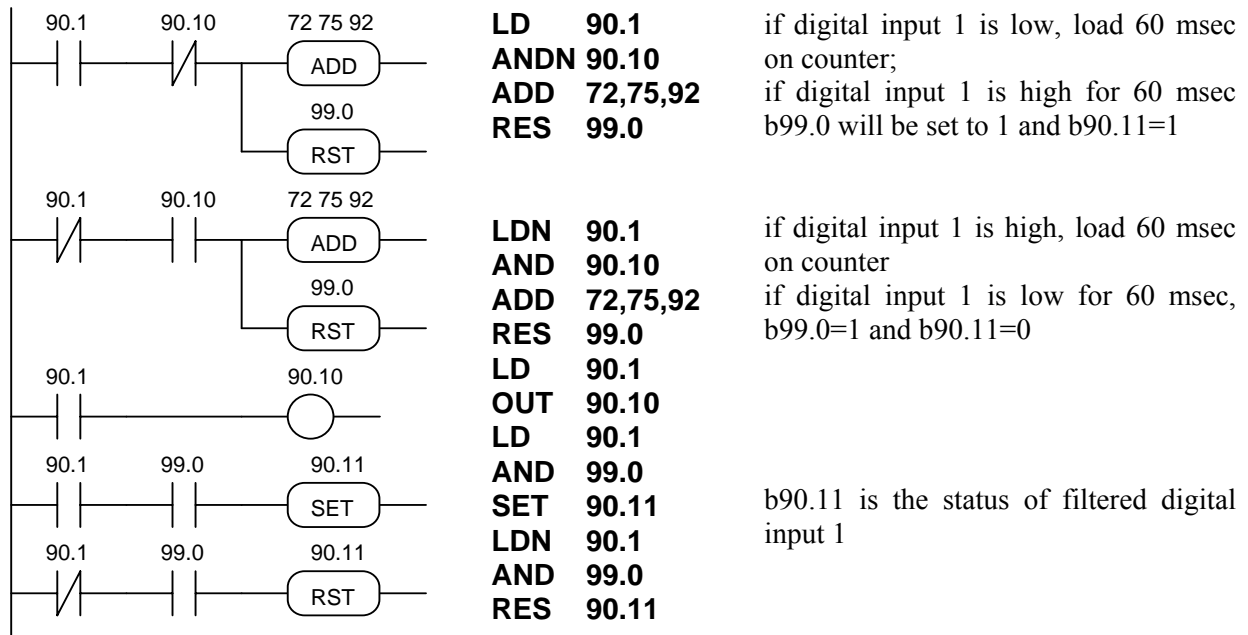 90.1 90.10 72 75 92
ADD
99.0
RST
90.1 90.10 72 75 92
ADD
99.0
RST
90.1 90.10
90.1 99.0 90.11
SET
90.1 99.0 90.11
RST
LD 90.1
ANDN 90.10
ADD 72,75,92
RES 99.0
LDN 90.1
AND 90.10
ADD 72,75,92
RES 99.0
LD 90.1
OUT 90.10
LD 90.1
AND 99.0
SET 90.11
LDN 90.1
AND 99.0
RES 90.11
if digital input 1 is low, load 60 msec
on counter;
if digital input 1 is high for 60 msec
b99.0 will be set to 1 and b90.11=1
if digital input 1 is high, load 60 msec
on counter
if digital input 1 is low for 60 msec,
b99.0=1 and b90.11=0
b90.11 is the status of filtered digital
input 1